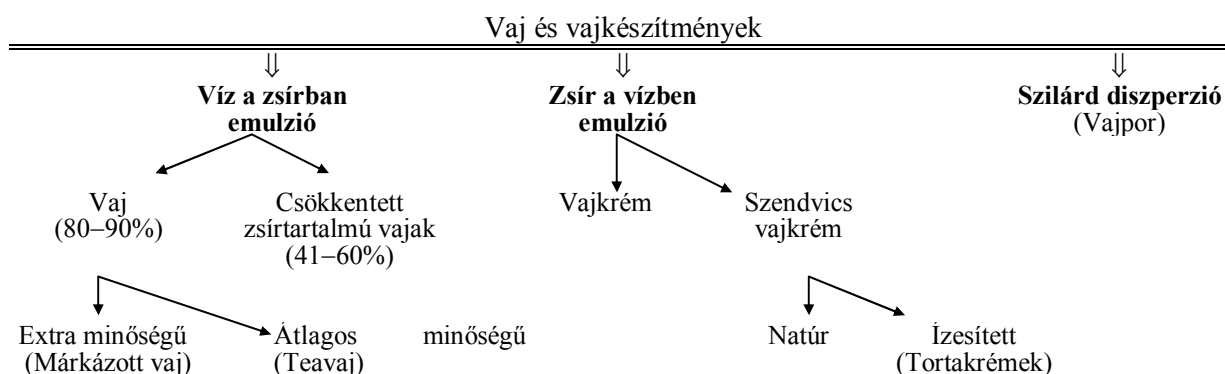 Vaj és vajkészítmények
⇓ ⇓ ⇓
Víz a zsírban Zsír a vízben Szilárd diszperzió
emulzió emulzió (Vajpor)
Vaj Csökkentett Vajkrém Szendvics
(80–90%) zsírtartalmú vajak vajkrém
(41–60%)
Extra minőségű Átlagos minőségű Natúr Ízesített
(Márkázott vaj) (Teavaj) (Tortakrémek)